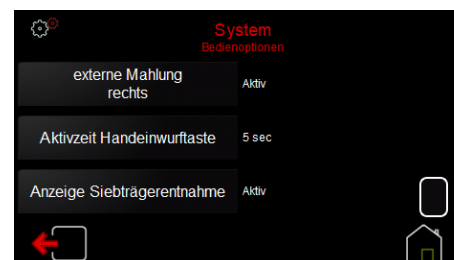 System
Bedienoptionen
externe Mahlung
rechts
Aktiv
Aktivzeit Handeinwurftaste
5 sec
Anzeige Siebträgerentnahme
Aktiv